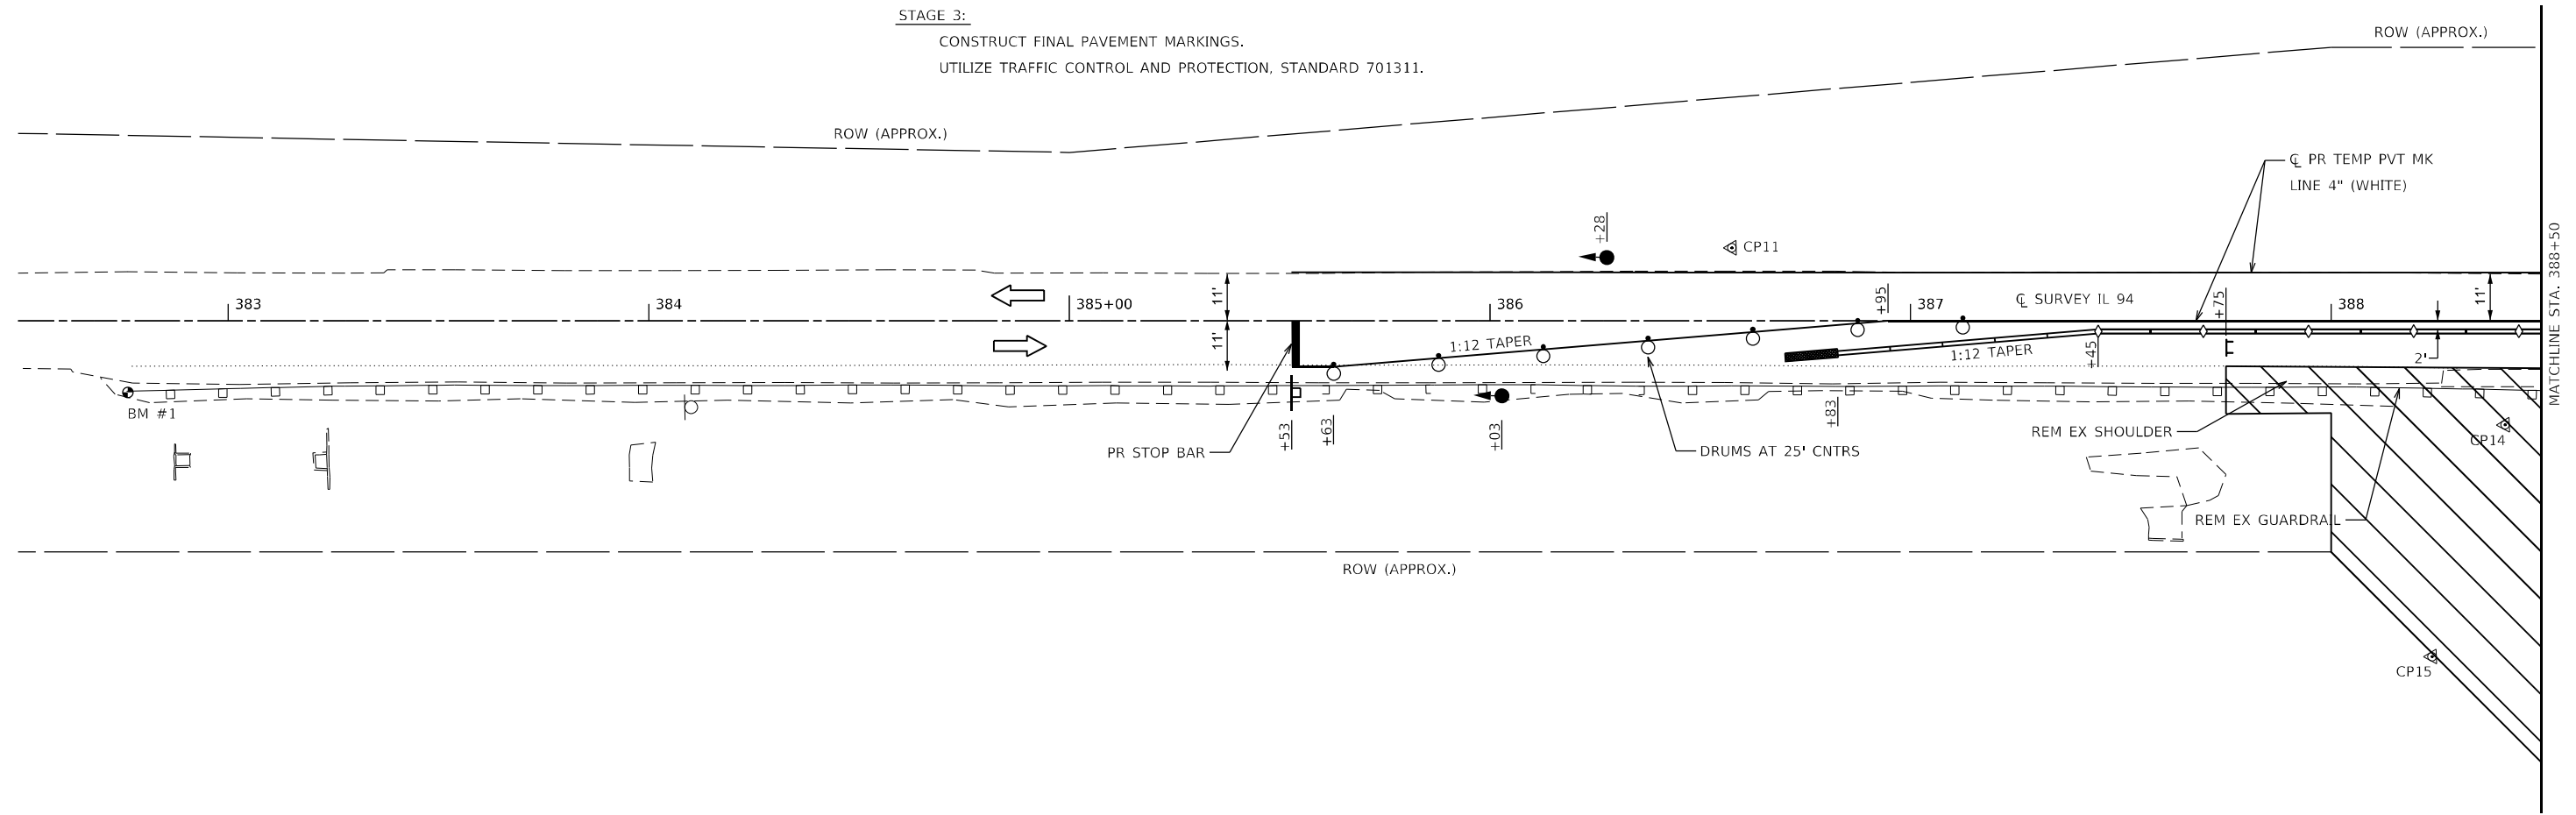 STAGE 3:
CONSTRUCT FINAL PAVEMENT MARKINGS.
UTILIZE TRAFFIC CONTROL AND PROTECTION, STANDARD 701311.
ROW (APPROX.)
ROW (APPROX.)
℄ PR TEMP PVT MK
LINE 4" (WHITE)
+28
CP11
MATCHLINE STA. 388+50
383
384
385+00
11'
386
+95
387
℄ SURVEY IL 94
+75
388
11'
11'
1:12 TAPER
1:12 TAPER
+45
2'
BM #1
PR STOP BAR
+53
+63
+03
DRUMS AT 25' CNTRS
+83
REM EX SHOULDER
CP14
REM EX GUARDRAIL
ROW (APPROX.)
CP15